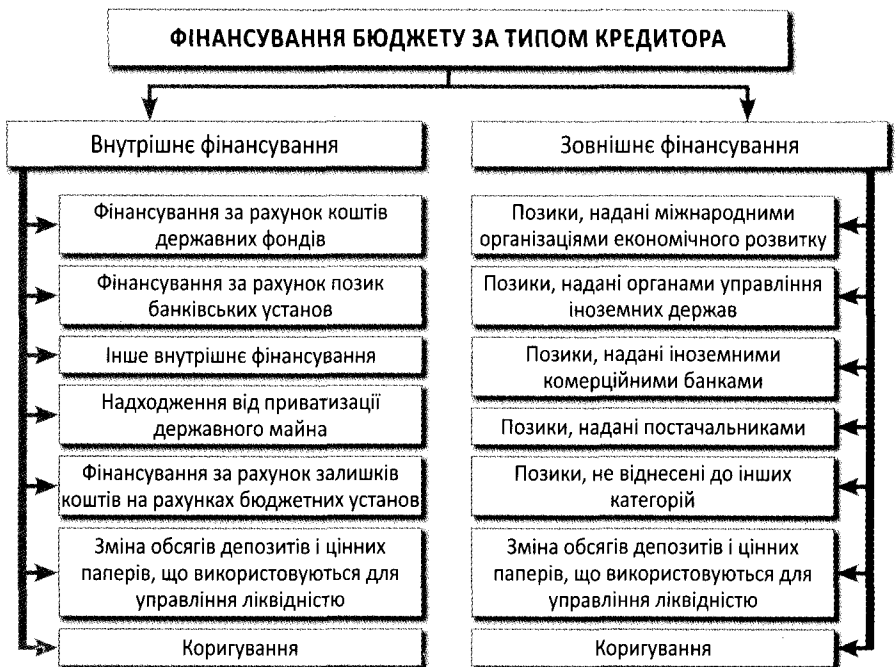 ФІНАНСУВАННЯ БЮДЖЕТУ ЗА ТИПОМ КРЕДИТОРА
Внутрішнє фінансування
Фінансування за рахунок коштів
державних фондів
Фінансування за рахунок позик
банківських установ
Інше внутрішнє фінансування
Надходження від приватизації
державного майна
Фінансування за рахунок залишків
коштів на рахунках бюджетних установ
Зміна обсягів депозитів і цінних
паперів, що використовуються для
управління ліквідністю
Коригування
Зовнішнє фінансування
Позики, надані міжнародними
організаціями економічного розвитку
Позики, надані органами управління
іноземних держав
Позики, надані іноземними
комерційними банками
Позики, надані постачальниками
Позики, не віднесені до інших
категорій
Зміна обсягів депозитів і цінних
паперів, що використовуються для
управління ліквідністю
Коригування